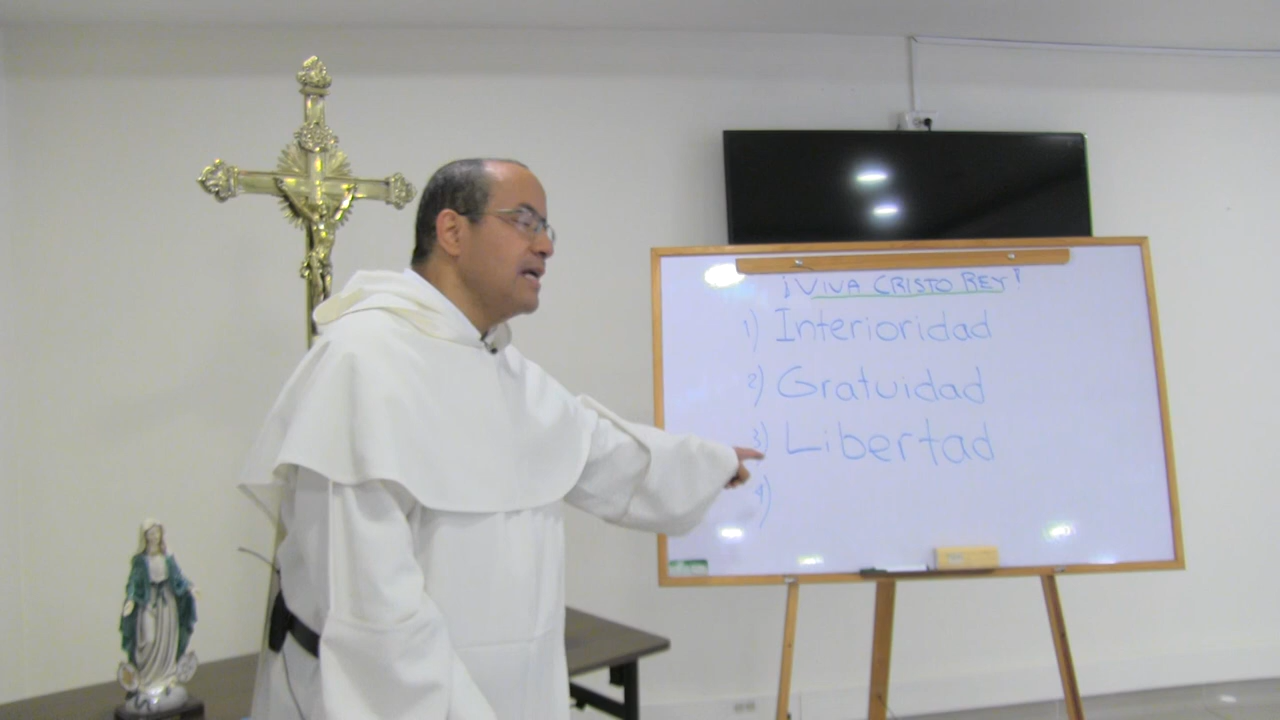 ¡VIVA CRISTO REY!
1) Interioridad
2) Gratuidad
3) Libertad
4)